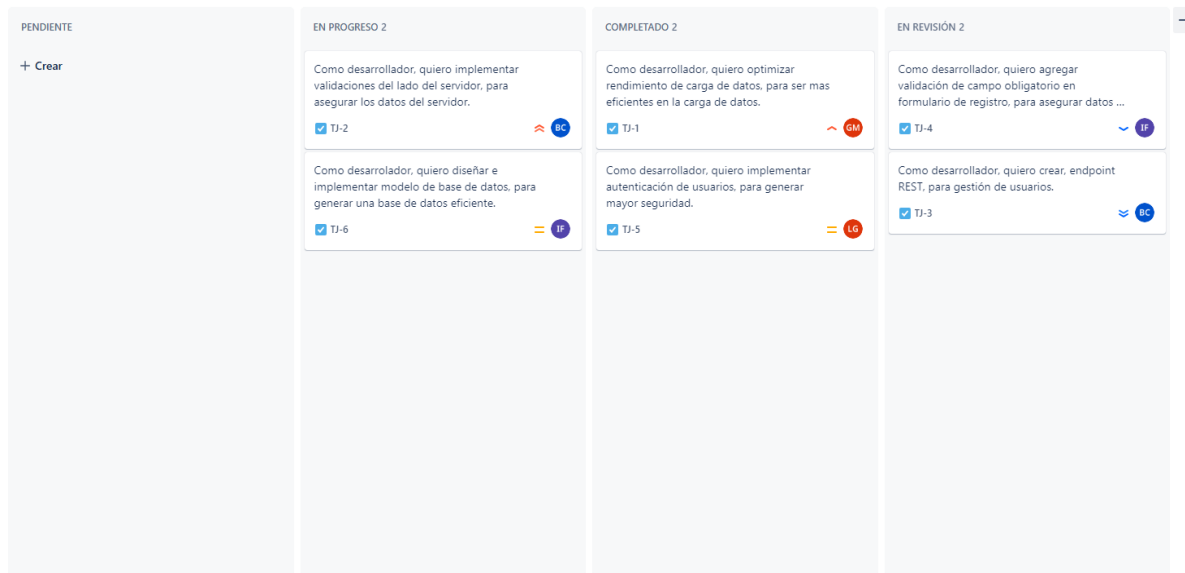 PENDIENTE
+ Crear
EN PROGRESO 2
Como desarrollador, quiero implementar
validaciones del lado del servidor, para
asegurar los datos del servidor.
TJ-2
BC
Como desarrolador, quiero diseñar e
implementar modelo de base de datos, para
generar una base de datos eficiente.
TJ-6
IF
COMPLETADO 2
Como desarrollador, quiero optimizar
rendimiento de carga de datos, para ser mas
eficientes en la carga de datos.
TJ-1
GM
Como desarrollador, quiero implementar
autenticación de usuarios, para generar
mayor seguridad.
TJ-5
LG
EN REVISIÓN 2
Como desarrollador, quiero agregar
validación de campo obligatorio en
formulario de registro, para asegurar datos ...
TJ-4
IF
Como desarrollador, quiero crear, endpoint
REST, para gestión de usuarios.
TJ-3
BC